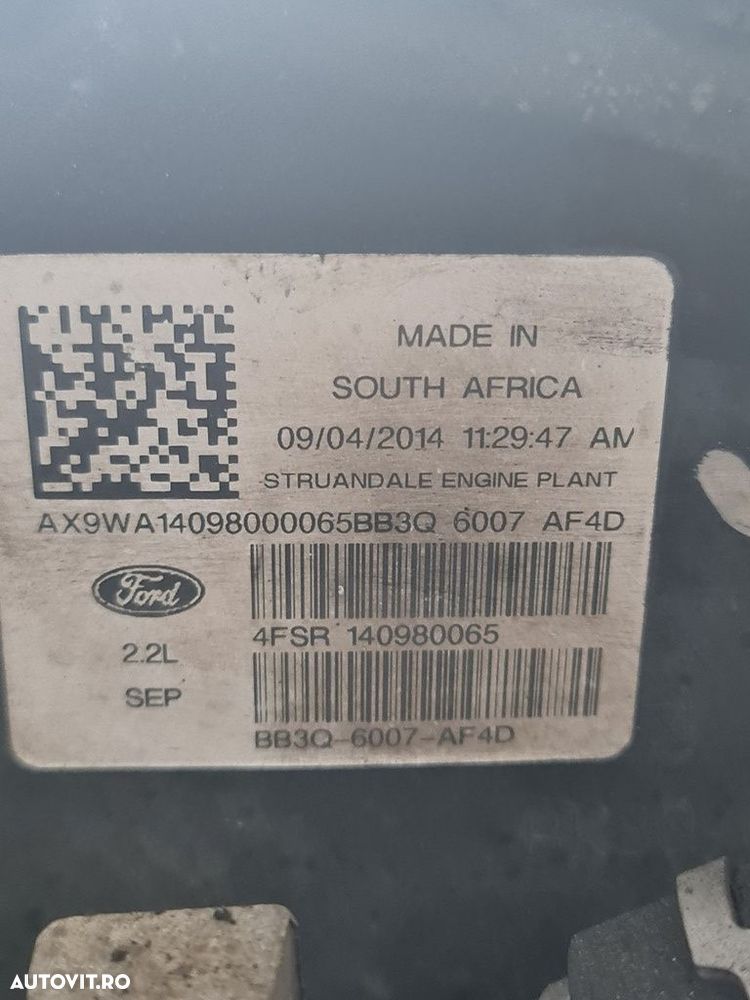 MADE IN
SOUTH AFRICA
09/04/2014 11:29:47 AM
STRUANDALE ENGINE PLANT
AX9WA14098000065BB3Q 6007 AF4D
Ford
4FSR 140980065
2.2L
SEP
BB3Q-6007-AF4D
AUTOVIT.RO